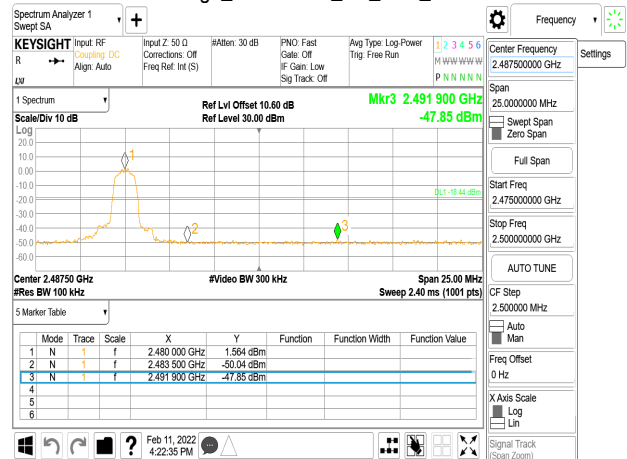 Spectrum Analyzer 1
Swept SA
Frequency
Settings
KEYSIGHT
R
Input: RF
Coupling: DC
Align: Auto
Input Z: 50 Ω
Corrections: Off
Freq Ref: Int (S)
#Atten: 30 dB
PNO: Fast
Gate: Off
IF Gain: Low
Sig Track: Off
Avg Type: Log-Power
Trig: Free Run
1 2 3 4 5 6
M W W W W W
P N N N N N
1 Spectrum
Scale/Div 10 dB
Ref Lvl Offset 10.60 dB
Ref Level 30.00 dBm
Mkr3 2.491 900 GHz
-47.85 dBm
Log
20.0
10.0
0.00
-10.0
-20.0
-30.0
-40.0
-50.0
-60.0
1
2
3
DL1 -18.44 dBm
Center 2.48750 GHz
#Res BW 100 kHz
#Video BW 300 kHz
Span 25.00 MHz
Sweep 2.40 ms (1001 pts)
5 Marker Table
Mode Trace Scale X Y Function Function Width Function Value
1 N 1 f 2.480 000 GHz 1.564 dBm
2 N 1 f 2.483 500 GHz -50.04 dBm
3 N 1 f 2.491 900 GHz -47.85 dBm
4
5
6
Feb 11, 2022
4:22:35 PM
Center Frequency
2.487500000 GHz
Span
25.0000000 MHz
Swept Span
Zero Span
Full Span
Start Freq
2.475000000 GHz
Stop Freq
2.500000000 GHz
AUTO TUNE
CF Step
2.500000 MHz
Auto
Man
Freq Offset
0 Hz
X Axis Scale
Log
Lin
Signal Track
(Span Zoom)